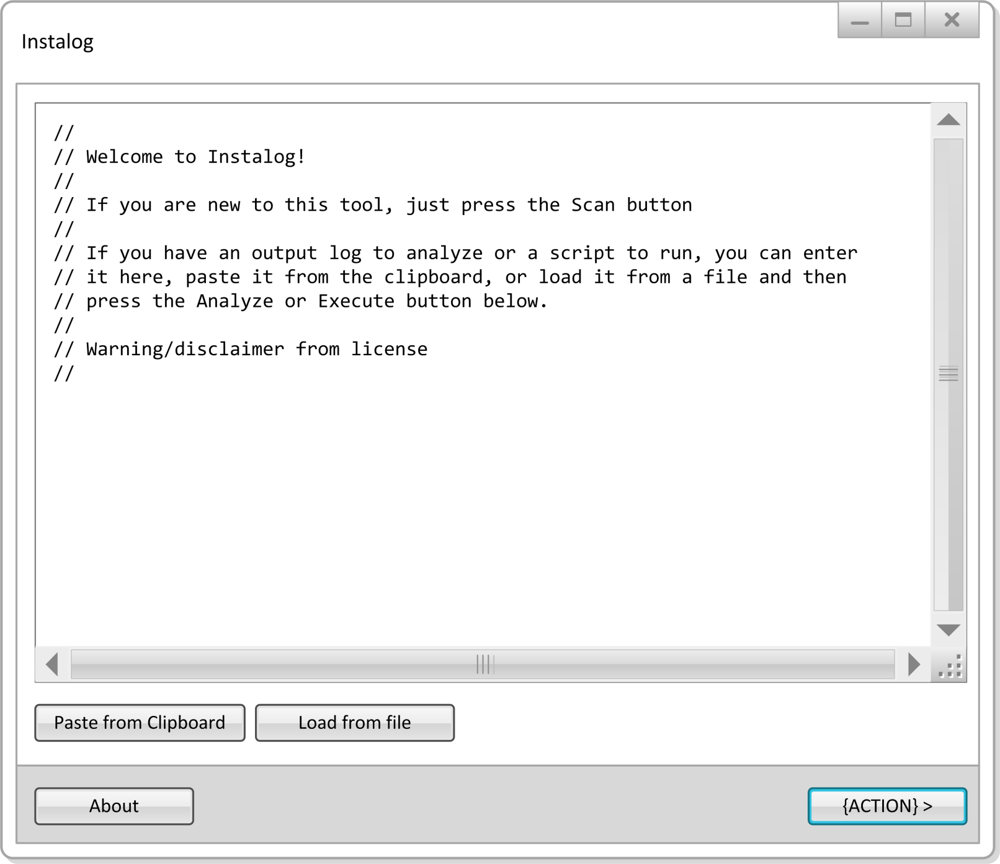 Instalog
//
// Welcome to Instalog!
//
// If you are new to this tool, just press the Scan button
//
// If you have an output log to analyze or a script to run, you can enter
// it here, paste it from the clipboard, or load it from a file and then
// press the Analyze or Execute button below.
//
// Warning/disclaimer from license
//
Paste from Clipboard
Load from file
About
{ACTION} >